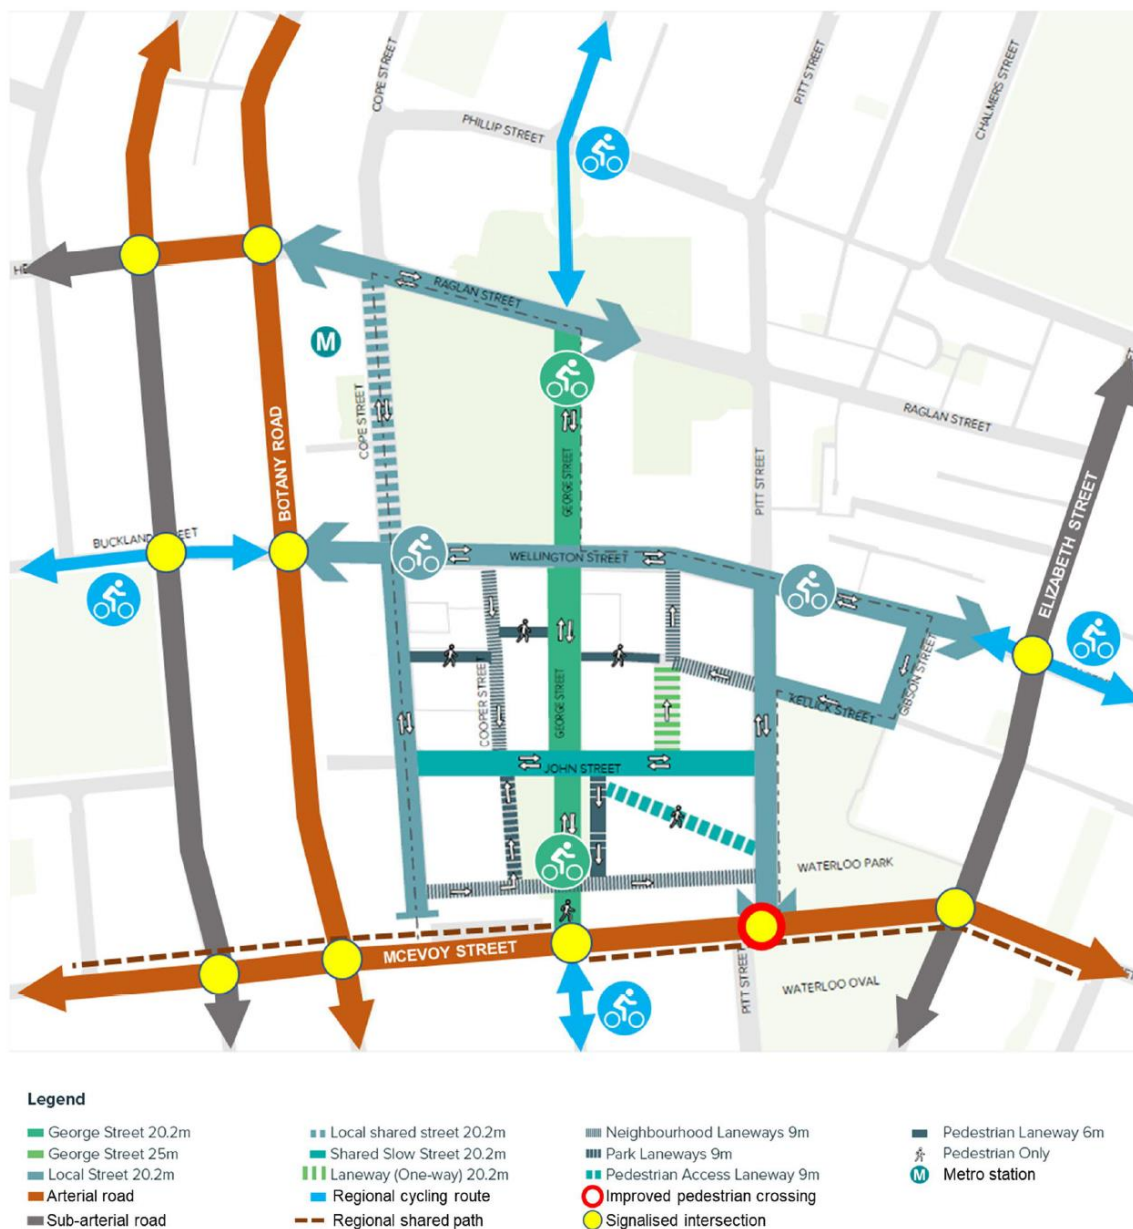 COPE STREET
PHILLIP STREET
PITT STREET
PITT STREET
CHALMERS STREET
HE
RAGLAN STREET
M
COPE STREET
BOTANY ROAD
GEORGE STREET
PITT STREET
RAGLAN STREET
ELIZABETH STREET
BUCKLAND STREET
WELLINGTON STREET
COOPER STREET
GEORGE STREET
GIBSON STREET
KELLICK STREET
JOHN STREET
WATERLOO PARK
MCEVOY STREET
PITT STREET
WATERLOO OVAL
Legend
George Street 20.2m
George Street 25m
Local Street 20.2m
Arterial road
Sub-arterial road
Local shared street 20.2m
Shared Slow Street 20.2m
Laneway (One-way) 20.2m
Regional cycling route
Regional shared path
Neighbourhood Laneways 9m
Park Laneways 9m
Pedestrian Access Laneway 9m
Improved pedestrian crossing
Signalised intersection
Pedestrian Laneway 6m
Pedestrian Only
M Metro station